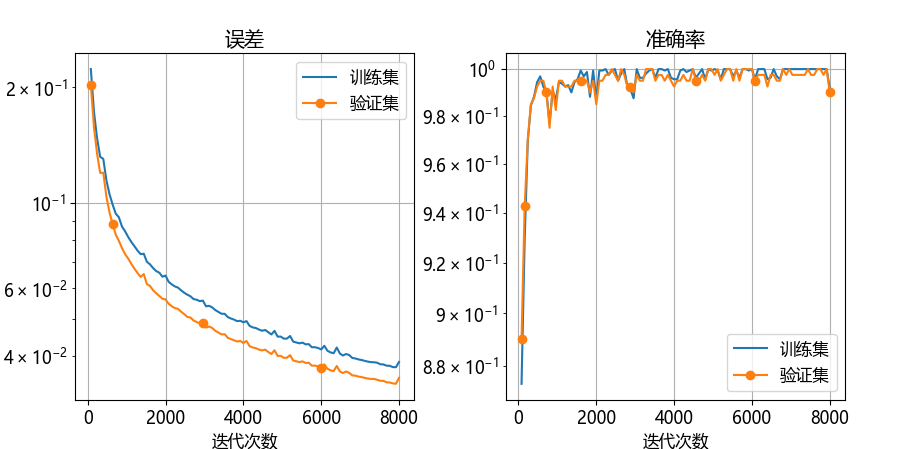 误差
训练集
验证集
2 × 10⁻¹
10⁻¹
6 × 10⁻²
4 × 10⁻²
0 2000 4000 6000 8000
迭代次数
准确率
10⁰
9.8 × 10⁻¹
9.6 × 10⁻¹
9.4 × 10⁻¹
9.2 × 10⁻¹
9 × 10⁻¹
8.8 × 10⁻¹
训练集
验证集
0 2000 4000 6000 8000
迭代次数